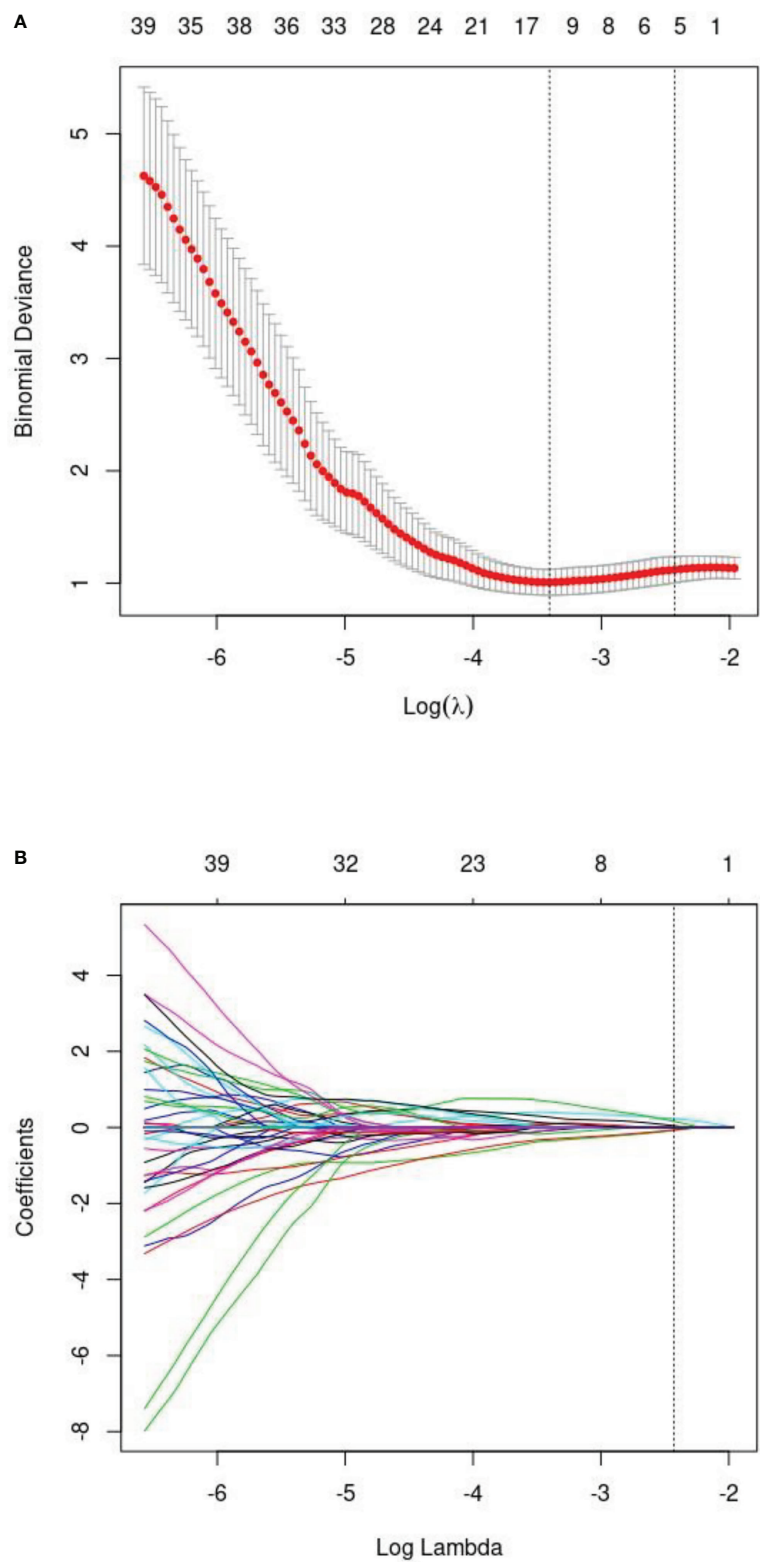 A
39 35 38 36 33 28 24 21 17 9 8 6 5 1
5
4
3
2
1
Binomial Deviance
-6 -5 -4 -3 -2
Log(λ)
B
39 32 23 8 1
4
2
0
-2
-4
-6
-8
Coefficients
-6 -5 -4 -3 -2
Log Lambda